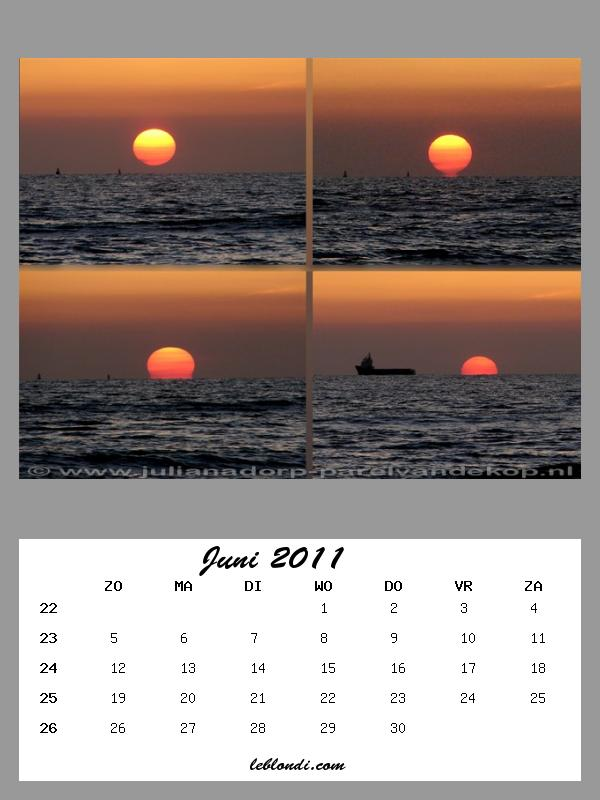 © www.julianadorp-parelvandekop.nl
Juni 2011
ZO MA DI WO DO VR ZA
22 1 2 3 4
23 5 6 7 8 9 10 11
24 12 13 14 15 16 17 18
25 19 20 21 22 23 24 25
26 26 27 28 29 30
leblondi.com